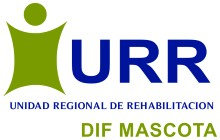 URR
UNIDAD REGIONAL DE REHABILITACION
DIF MASCOTA